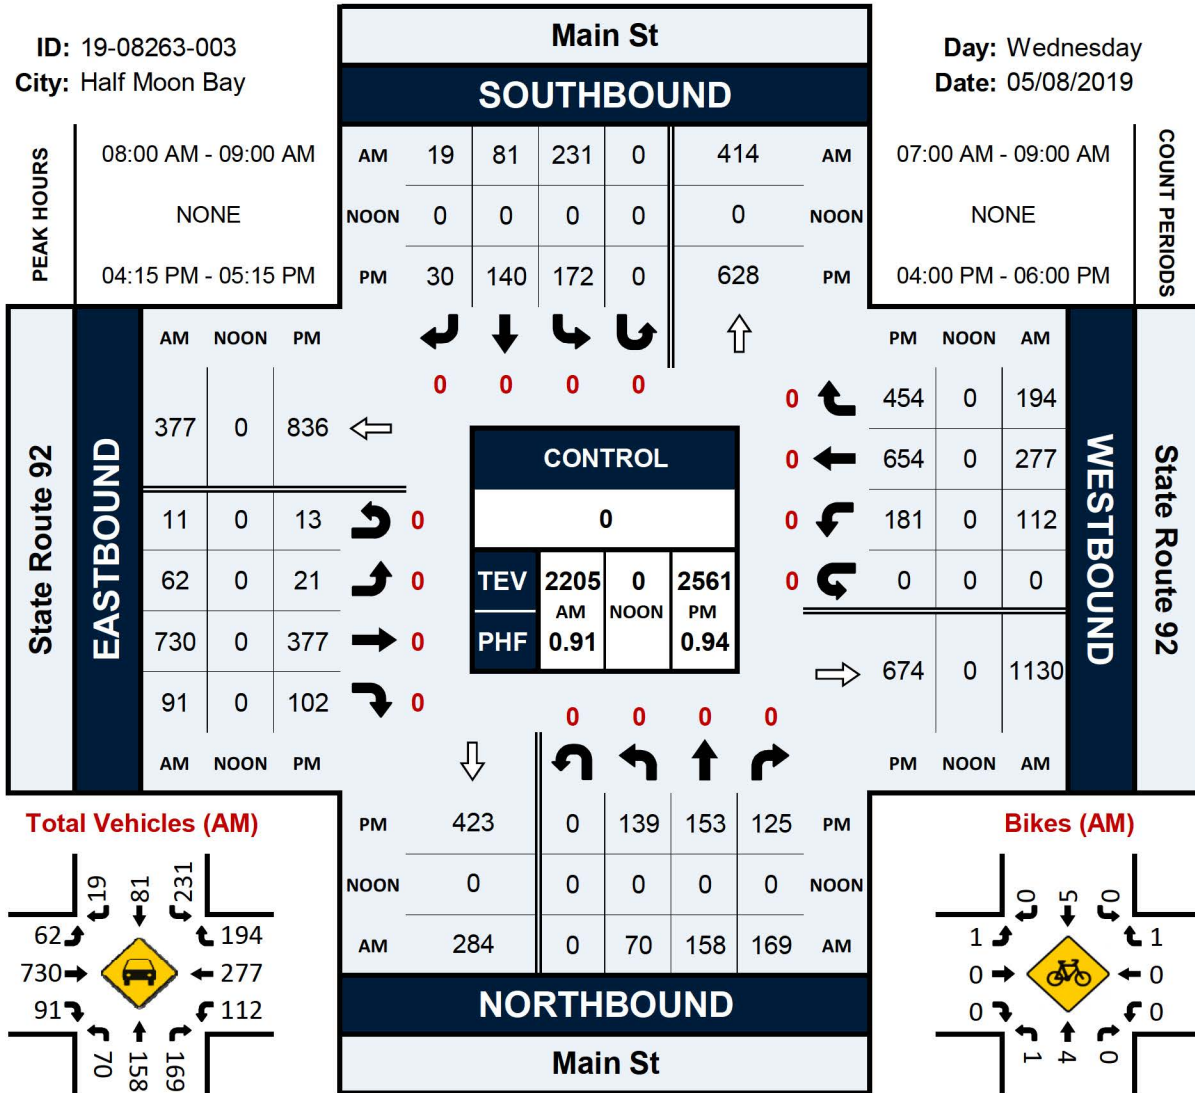 Main St
ID: 19-08263-003
Day: Wednesday
City: Half Moon Bay
Date: 05/08/2019
SOUTHBOUND
PEAK HOURS
08:00 AM - 09:00 AM
NONE
04:15 PM - 05:15 PM
AM 19 81 231 0 414 AM
NOON 0 0 0 0 0 NOON
PM 30 140 172 0 628 PM
07:00 AM - 09:00 AM
NONE
04:00 PM - 06:00 PM
COUNT PERIODS
0 0 0 0
State Route 92
EASTBOUND
AM NOON PM
377 0 836
11 0 13 0
62 0 21 0
730 0 377 0
91 0 102 0
AM NOON PM
CONTROL
0
TEV 2205 0 2561
AM NOON PM
PHF 0.91 0.94
PM NOON AM
0 454 0 194
0 654 0 277
0 181 0 112
0 0 0 0
674 0 1130
PM NOON AM
WESTBOUND
State Route 92
0 0 0 0
PM 423 0 139 153 125 PM
NOON 0 0 0 0 0 NOON
AM 284 0 70 158 169 AM
NORTHBOUND
Main St
Total Vehicles (AM)
19 81 231
62 194
730 277
91 112
70 158 169
Bikes (AM)
0 5 0
1 1
0 0
0 0
1 4 0